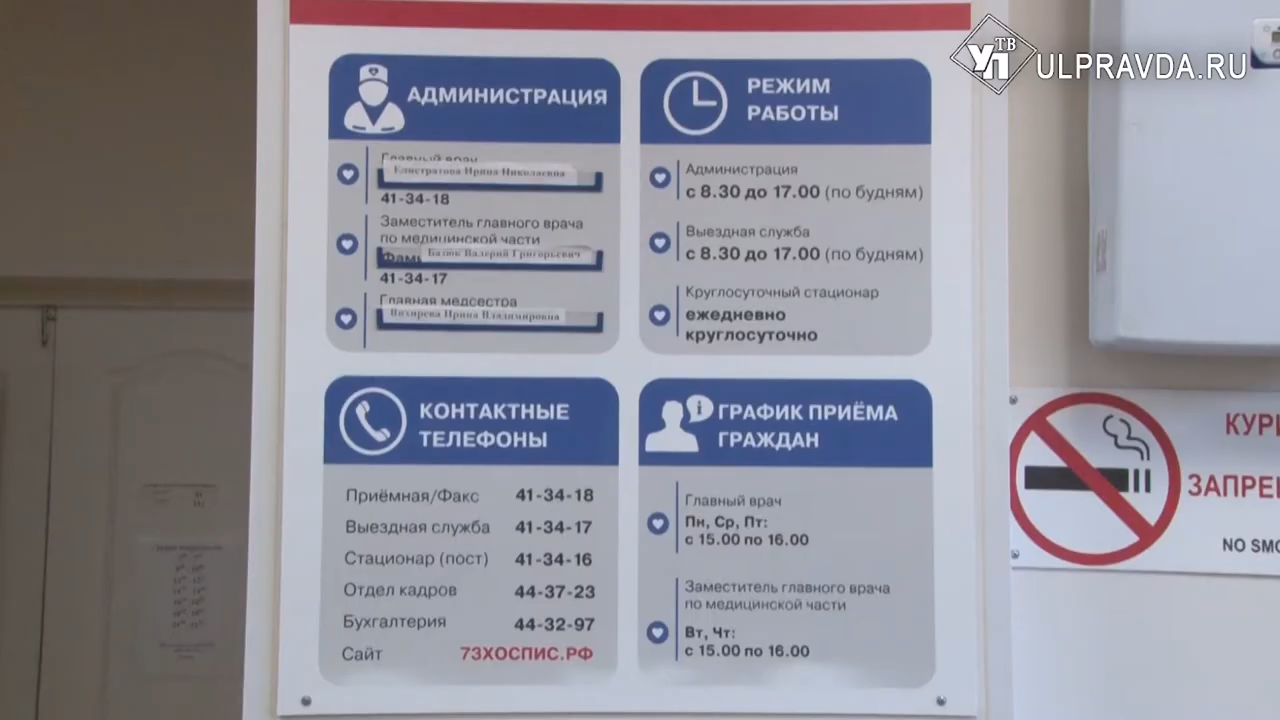 УП ТВ ULPRAVDA.RU
АДМИНИСТРАЦИЯ
Главный врач
Елистратова Ирина Николаевна
41-34-18
Заместитель главного врача
по медицинской части
Валерий Григорьевич
41-34-17
Главная медсестра
Вихирева Ирина Владимировна
РЕЖИМ
РАБОТЫ
Администрация
с 8.30 до 17.00 (по будням)
Выездная служба
с 8.30 до 17.00 (по будням)
Круглосуточный стационар
ежедневно
круглосуточно
КОНТАКТНЫЕ
ТЕЛЕФОНЫ
Приёмная/Факс 41-34-18
Выездная служба 41-34-17
Стационар (пост) 41-34-16
Отдел кадров 44-37-23
Бухгалтерия 44-32-97
Сайт 73ХОСПИС.РФ
ГРАФИК ПРИЁМА
ГРАЖДАН
Главный врач
Пн, Ср, Пт:
с 15.00 по 16.00
Заместитель главного врача
по медицинской части
Вт, Чт:
с 15.00 по 16.00
КУРИ
ЗАПРЕ
NO SMO